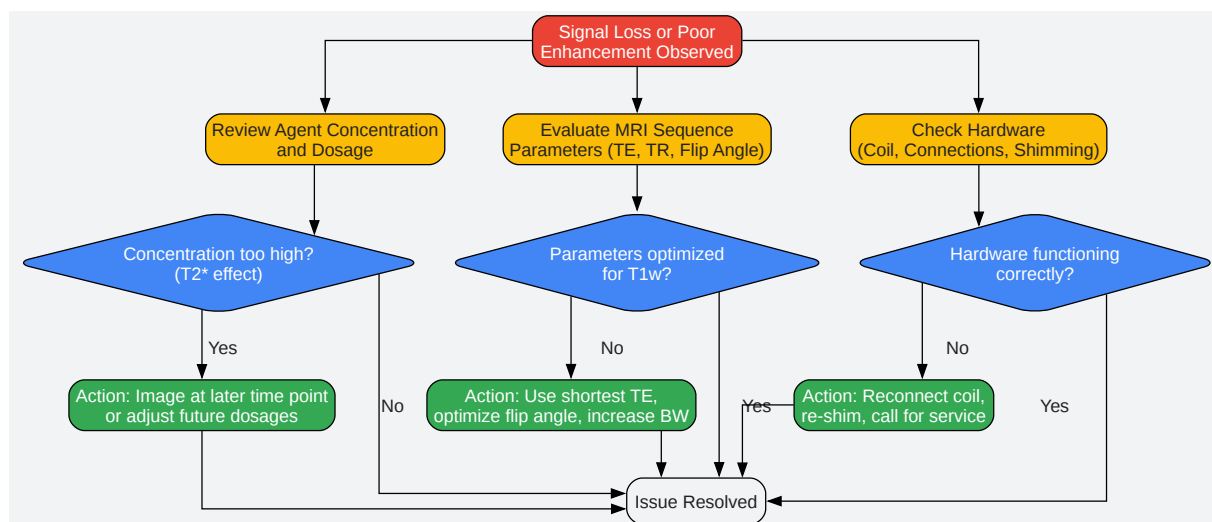 Signal Loss or Poor
Enhancement Observed
Review Agent Concentration
and Dosage
Evaluate MRI Sequence
Parameters (TE, TR, Flip Angle)
Check Hardware
(Coil, Connections, Shimming)
Concentration too high?
(T2* effect)
Parameters optimized
for T1w?
Hardware functioning
correctly?
Yes
No
No
Action: Image at later time point
or adjust future dosages
No
Action: Use shortest TE,
optimize flip angle, increase BW
Yes
Action: Reconnect coil,
re-shim, call for service
Yes
Issue Resolved